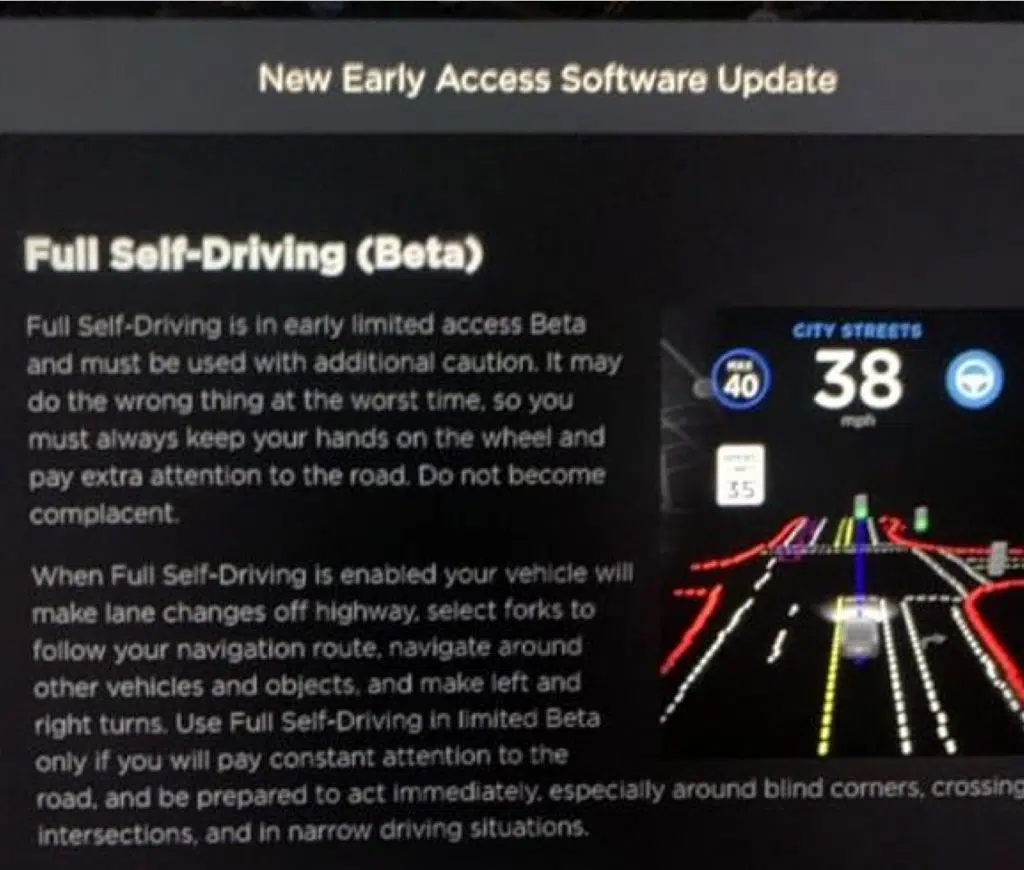 New Early Access Software Update
Full Self-Driving (Beta)
Full Self-Driving is in early limited access Beta
and must be used with additional caution. It may
do the wrong thing at the worst time, so you
must always keep your hands on the wheel and
pay extra attention to the road. Do not become
complacent.
When Full Self-Driving is enabled your vehicle will
make lane changes off highway, select forks to
follow your navigation route, navigate around
other vehicles and objects, and make left and
right turns. Use Full Self-Driving in limited Beta
only if you will pay constant attention to the
road, and be prepared to act immediately, especially around blind corners, crossing
intersections, and in narrow driving situations.
CITY STREETS
MAX
40
38
mph
35